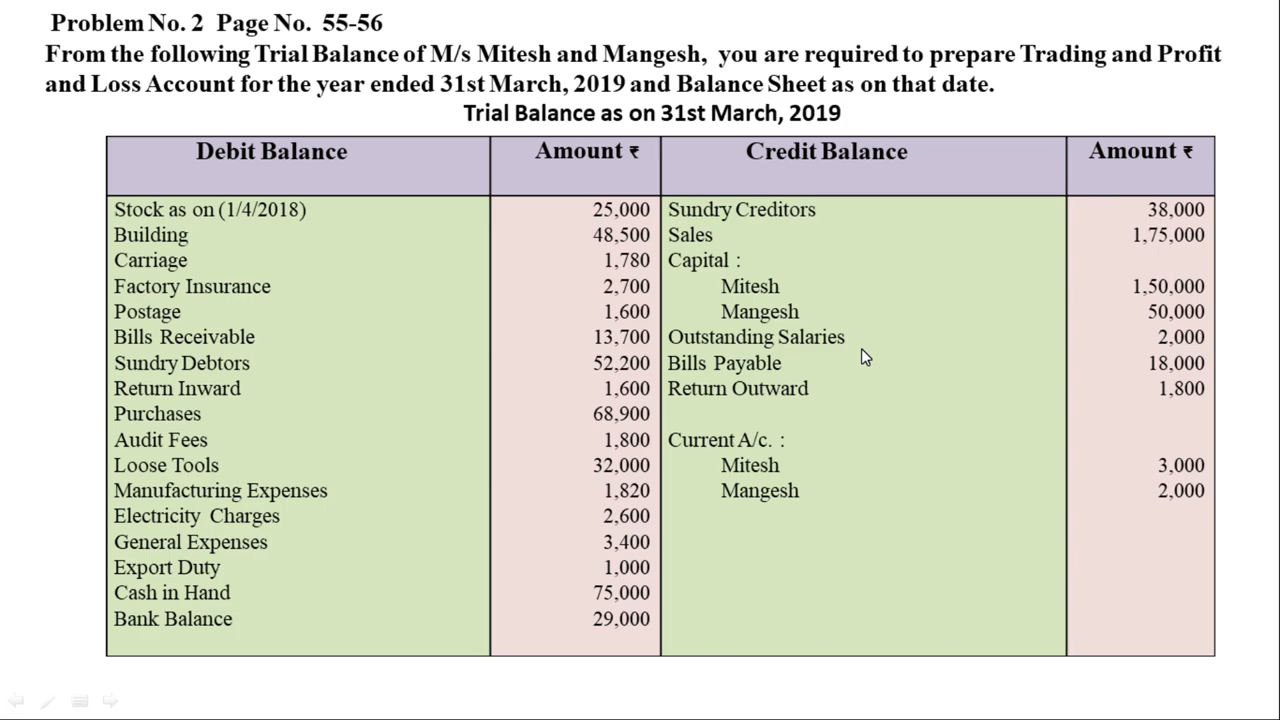 Problem No. 2 Page No. 55-56
From the following Trial Balance of M/s Mitesh and Mangesh, you are required to prepare Trading and Profit
and Loss Account for the year ended 31st March, 2019 and Balance Sheet as on that date.
Trial Balance as on 31st March, 2019
Debit Balance Amount ₹ Credit Balance Amount ₹
Stock as on (1/4/2018) 25,000 Sundry Creditors 38,000
Building 48,500 Sales 1,75,000
Carriage 1,780 Capital :
Factory Insurance 2,700 Mitesh 1,50,000
Postage 1,600 Mangesh 50,000
Bills Receivable 13,700 Outstanding Salaries 2,000
Sundry Debtors 52,200 Bills Payable 18,000
Return Inward 1,600 Return Outward 1,800
Purchases 68,900
Audit Fees 1,800 Current A/c. :
Loose Tools 32,000 Mitesh 3,000
Manufacturing Expenses 1,820 Mangesh 2,000
Electricity Charges 2,600
General Expenses 3,400
Export Duty 1,000
Cash in Hand 75,000
Bank Balance 29,000